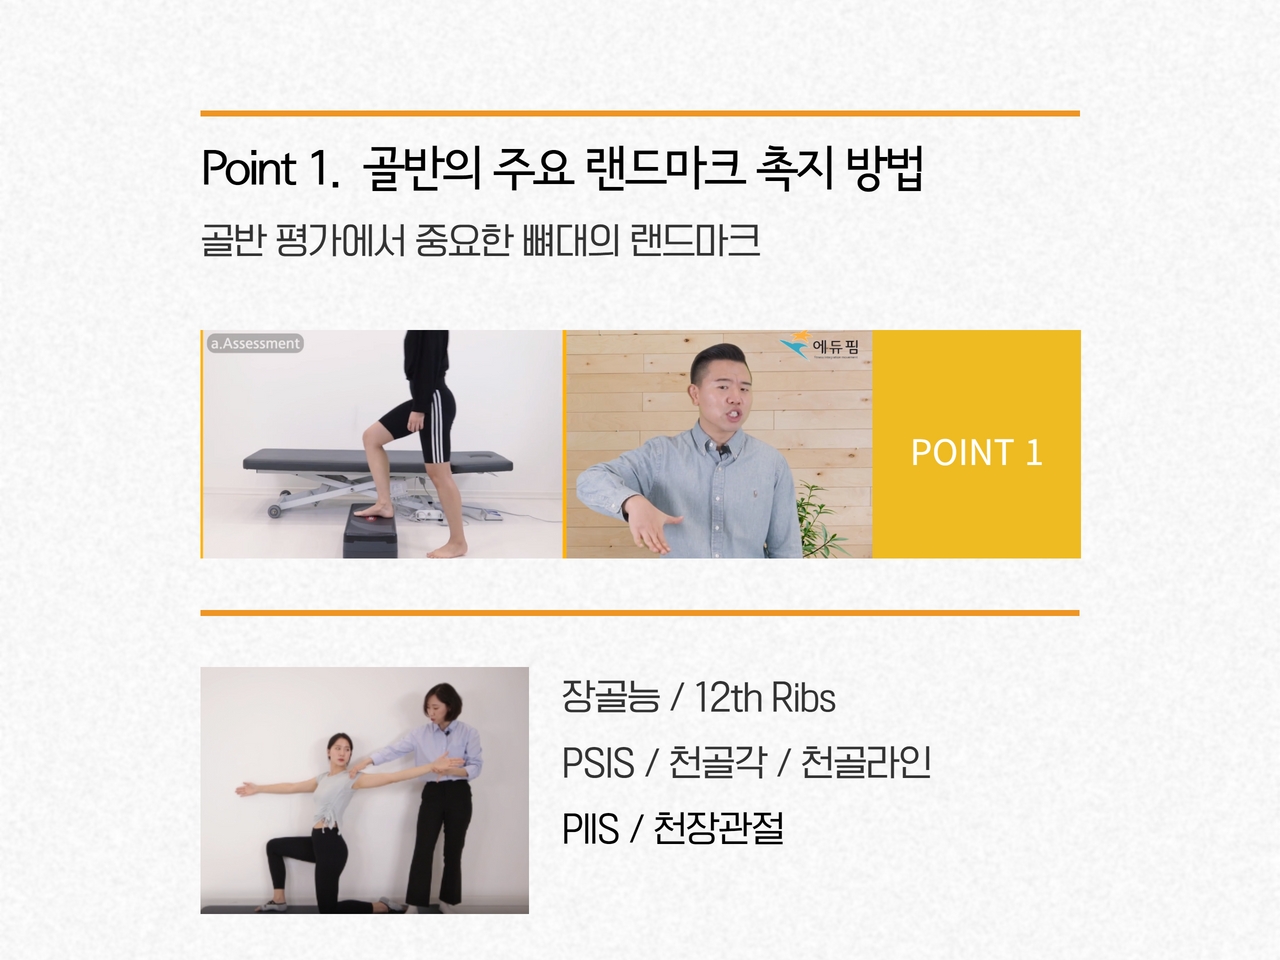 Point 1. 골반의 주요 랜드마크 촉지 방법
골반 평가에서 중요한 뼈대의 랜드마크
a.Assessment
에듀핌
POINT 1
장골능 / 12th Ribs
PSIS / 천골각 / 천골라인
PIIS / 천장관절